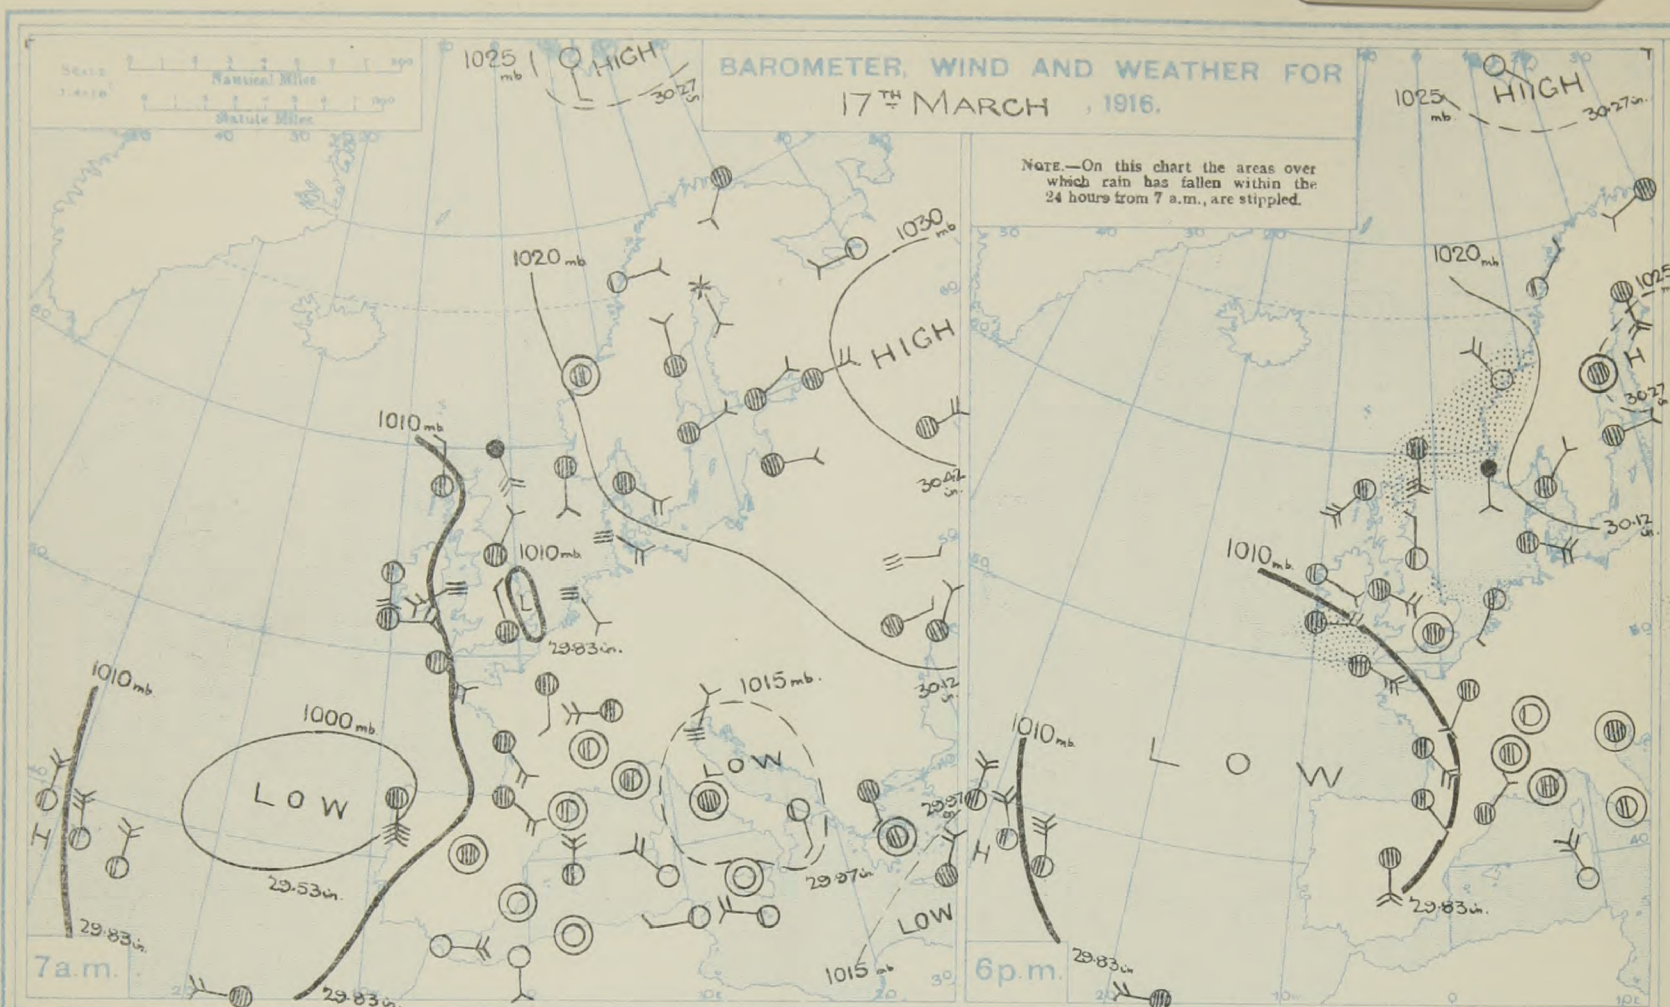 Nautical Miles
Statute Miles
BAROMETER, WIND AND WEATHER FOR
17TH MARCH, 1916.
NOTE.—On this chart the areas over
which rain has fallen within the
24 hours from 7 a.m., are stippled.
1025 mb
HIGH
30·27 in
1020 mb
1030 mb
HIGH
30·12 in.
1010 mb
1010 mb
L
29·83 in.
1010 mb
1000 mb
LOW
29·53 in.
29·83 in.
1015 mb.
LOW
29·97 in
30·12 in.
29·97 in
LOW
1015 mb
29·83 in.
7 a.m.
1025 mb.
HIGH
30·27 in.
1020 mb
1025 m
H
30·27 in
30·12 in.
1010 mb.
1010 mb.
LOW
H
29·83 in.
29·83 in
6 p.m.